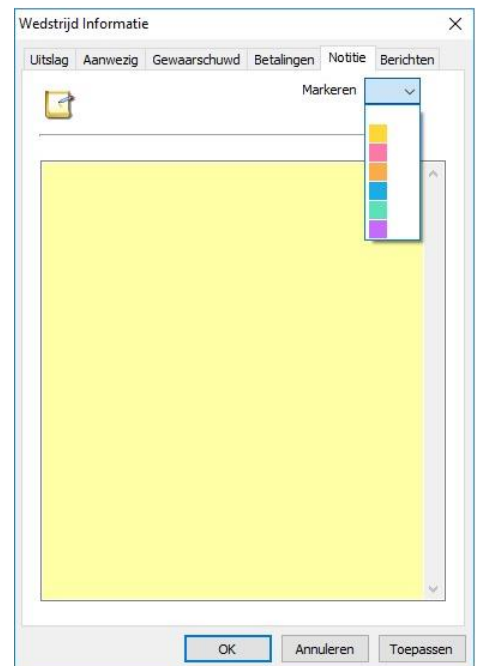 Wedstrijd Informatie
Uitslag Aanwezig Gewaarschuwd Betalingen Notitie Berichten
Markeren
OK Annuleren Toepassen